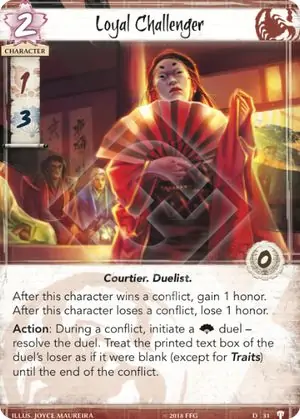 2
Loyal Challenger
CHARACTER
1
3
0
Courtier. Duelist.
After this character wins a conflict, gain 1 honor.
After this character loses a conflict, lose 1 honor.
Action: During a conflict, initiate a duel –
resolve the duel. Treat the printed text box of
the duel's loser as if it were blank (except for Traits)
until the end of the conflict.
ILLUS. JOYCE MAUREIRA
© 2018 FFG
D 31